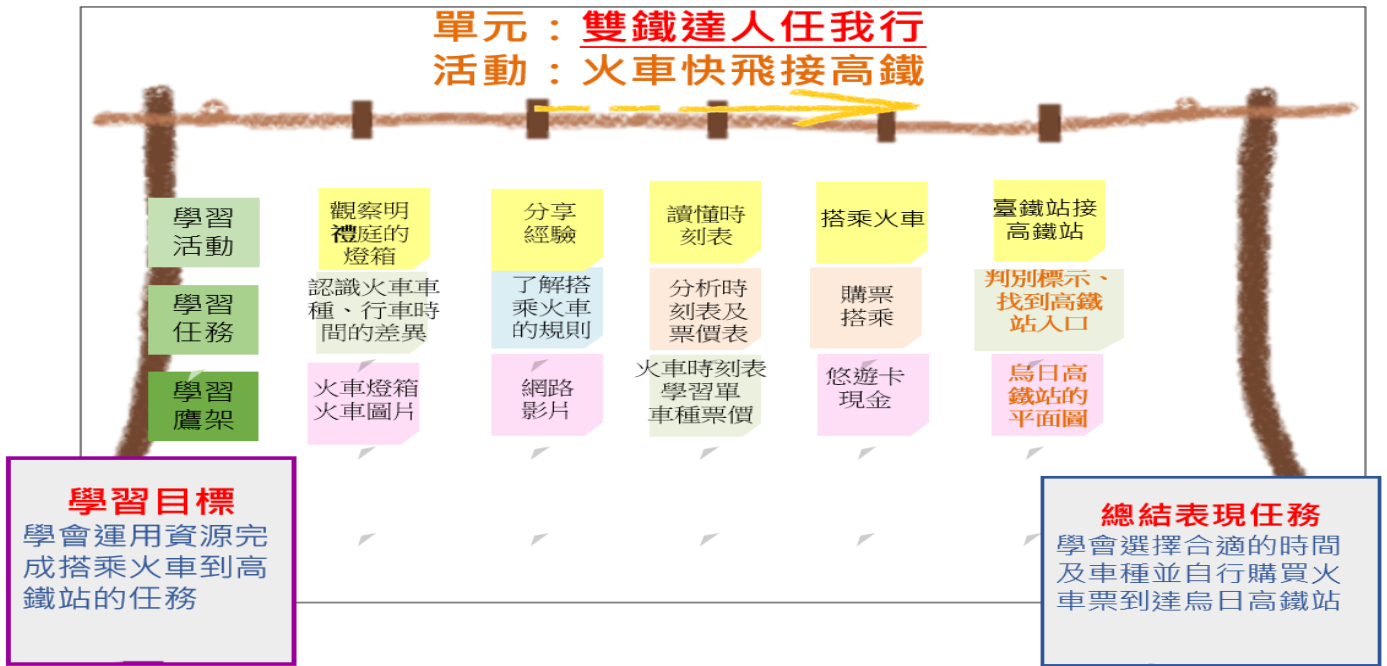 單元：雙鐵達人任我行
活動：火車快飛接高鐵
學習
活動
觀察明
禮庭的
燈箱
分享
經驗
讀懂時
刻表
搭乘火車
臺鐵站接
高鐵站
學習
任務
認識火車車
種、行車時
間的差異
了解搭
乘火車
的規則
分析時
刻表及
票價表
購票
搭乘
判別標示、
找到高鐵
站入口
學習
鷹架
火車燈箱
火車圖片
網路
影片
火車時刻表
學習單
車種票價
悠遊卡
現金
烏日高
鐵站的
平面圖
學習目標
學會運用資源完
成搭乘火車到高
鐵站的任務
總結表現任務
學會選擇合適的時間
及車種並自行購買火
車票到達烏日高鐵站